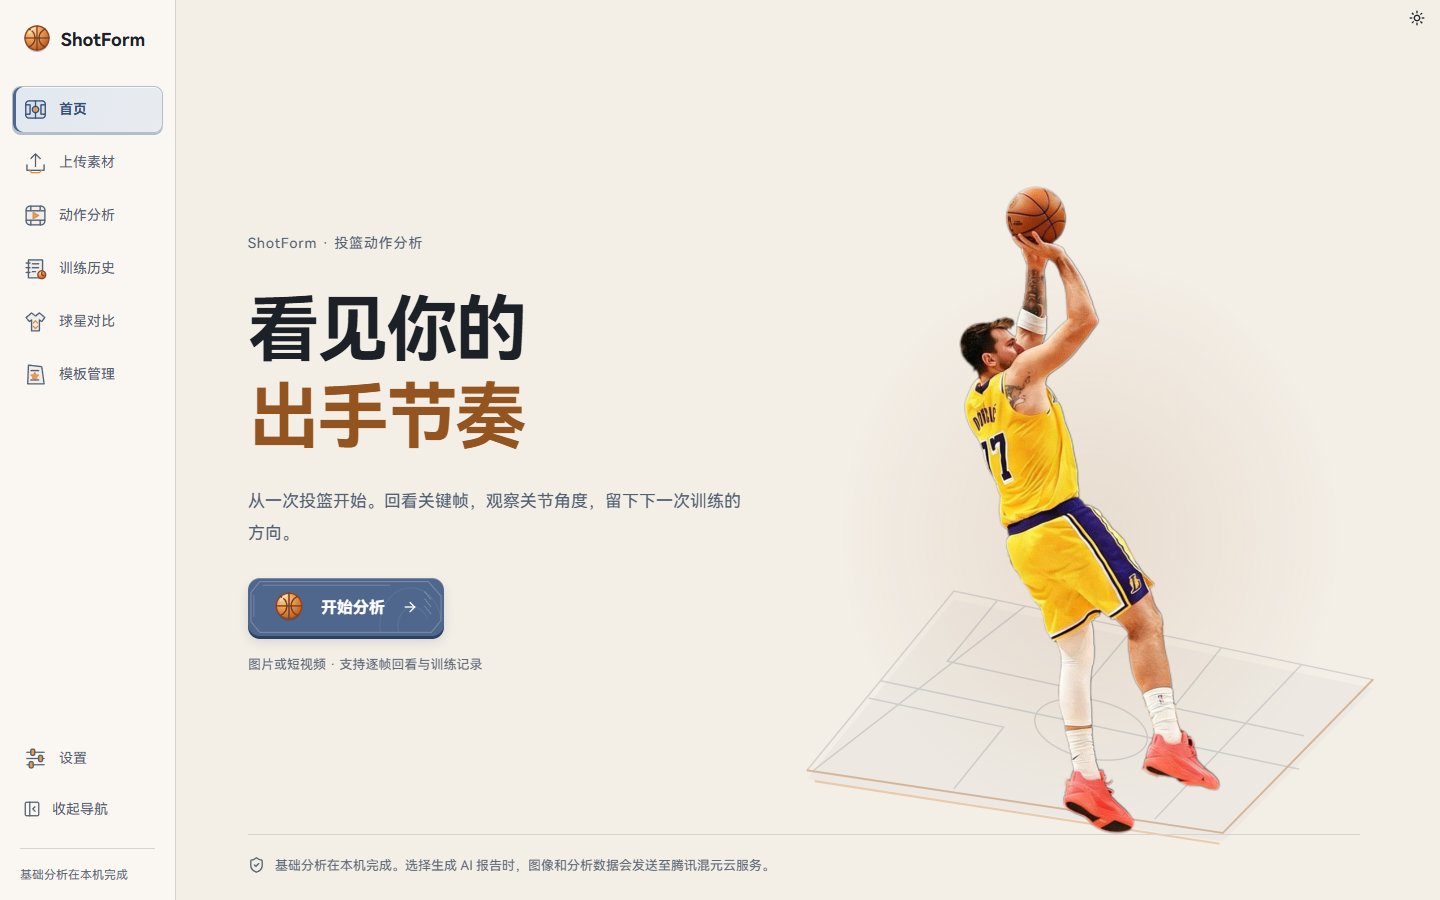 ShotForm
首页
上传素材
动作分析
训练历史
球星对比
模板管理
设置
收起导航
基础分析在本机完成
ShotForm · 投篮动作分析
看见你的
出手节奏
从一次投篮开始。回看关键帧，观察关节角度，留下下一次训练的
方向。
开始分析
图片或短视频 · 支持逐帧回看与训练记录
77
基础分析在本机完成。选择生成 AI 报告时，图像和分析数据会发送至腾讯混元云服务。